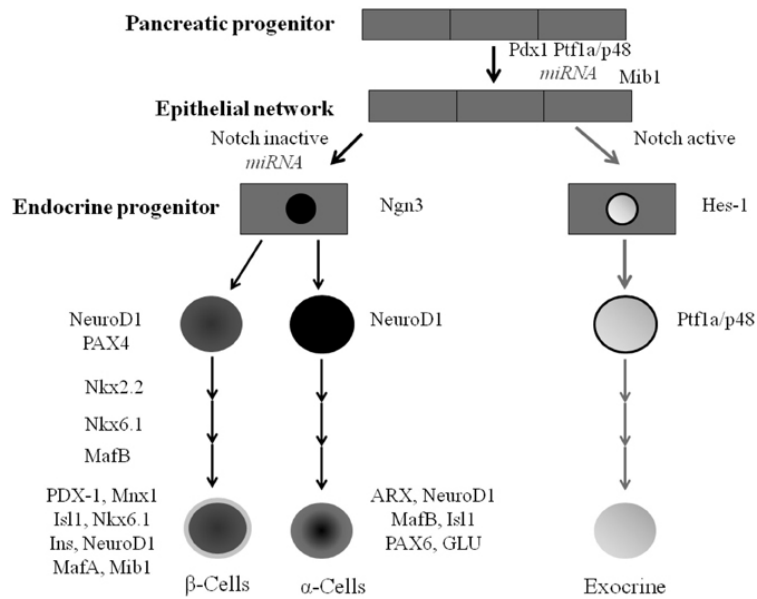 Pancreatic progenitor
Pdx1 Ptf1a/p48
miRNA
Mib1
Epithelial network
Notch inactive
miRNA
Notch active
Endocrine progenitor
Ngn3
Hes-1
NeuroD1
PAX4
NeuroD1
Ptf1a/p48
Nkx2.2
Nkx6.1
MafB
PDX-1, Mnx1
Isl1, Nkx6.1
Ins, NeuroD1
MafA, Mib1
ARX, NeuroD1
MafB, Isl1
PAX6, GLU
β-Cells
α-Cells
Exocrine